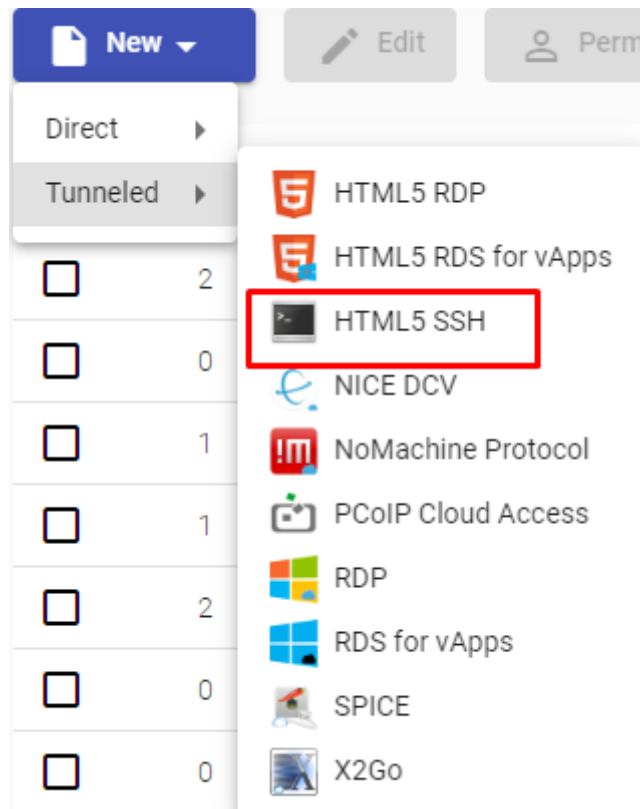 New
Edit
Perm
Direct
Tunneled
HTML5 RDP
HTML5 RDS for vApps
HTML5 SSH
NICE DCV
NoMachine Protocol
PCoIP Cloud Access
RDP
RDS for vApps
SPICE
X2Go
2
0
1
1
2
0
0